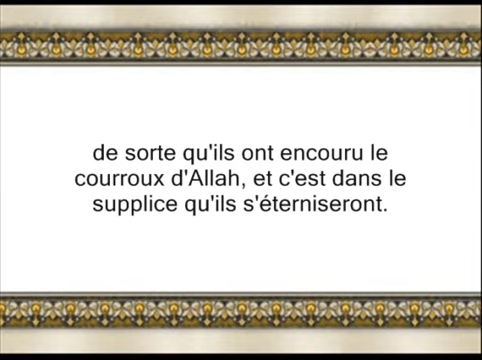 de sorte qu'ils ont encouru le
courroux d'Allah, et c'est dans le
supplice qu'ils s'éterniseront.